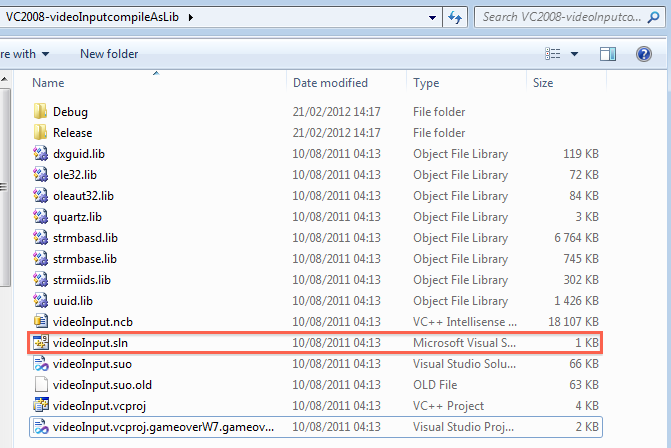 VC2008-videoInputcompileAsLib Search VC2008-videoInputco...
re with New folder
Name Date modified Type Size
Debug 21/02/2012 14:17 File folder
Release 21/02/2012 14:17 File folder
dxguid.lib 10/08/2011 04:13 Object File Library 119 KB
ole32.lib 10/08/2011 04:13 Object File Library 72 KB
oleaut32.lib 10/08/2011 04:13 Object File Library 84 KB
quartz.lib 10/08/2011 04:13 Object File Library 3 KB
strmbasd.lib 10/08/2011 04:13 Object File Library 6 764 KB
strmbase.lib 10/08/2011 04:13 Object File Library 745 KB
strmiids.lib 10/08/2011 04:13 Object File Library 302 KB
uuid.lib 10/08/2011 04:13 Object File Library 1 426 KB
videoInput.ncb 10/08/2011 04:13 VC++ Intellisense ... 18 107 KB
videoInput.sln 10/08/2011 04:13 Microsoft Visual S... 1 KB
videoInput.suo 10/08/2011 04:13 Visual Studio Solu... 66 KB
videoInput.suo.old 10/08/2011 04:13 OLD File 63 KB
videoInput.vcproj 10/08/2011 04:13 VC++ Project 4 KB
videoInput.vcproj.gameoverW7.gameov... 10/08/2011 04:13 Visual Studio Proj... 2 KB